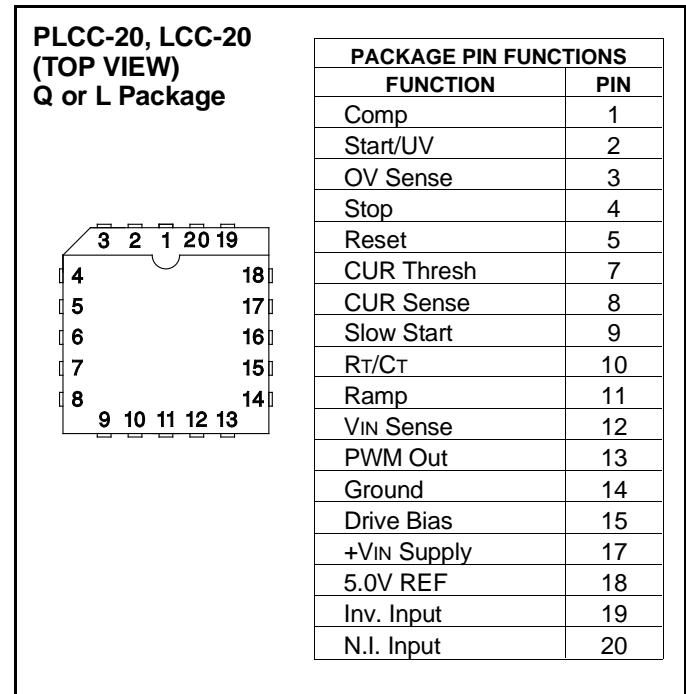 PLCC-20, LCC-20
(TOP VIEW)
Q or L Package
3 2 1 20 19
4 18
5 17
6 16
7 15
8 14
9 10 11 12 13
PACKAGE PIN FUNCTIONS
FUNCTION PIN
Comp 1
Start/UV 2
OV Sense 3
Stop 4
Reset 5
CUR Thresh 7
CUR Sense 8
Slow Start 9
RT/CT 10
Ramp 11
VIN Sense 12
PWM Out 13
Ground 14
Drive Bias 15
+VIN Supply 17
5.0V REF 18
Inv. Input 19
N.I. Input 20